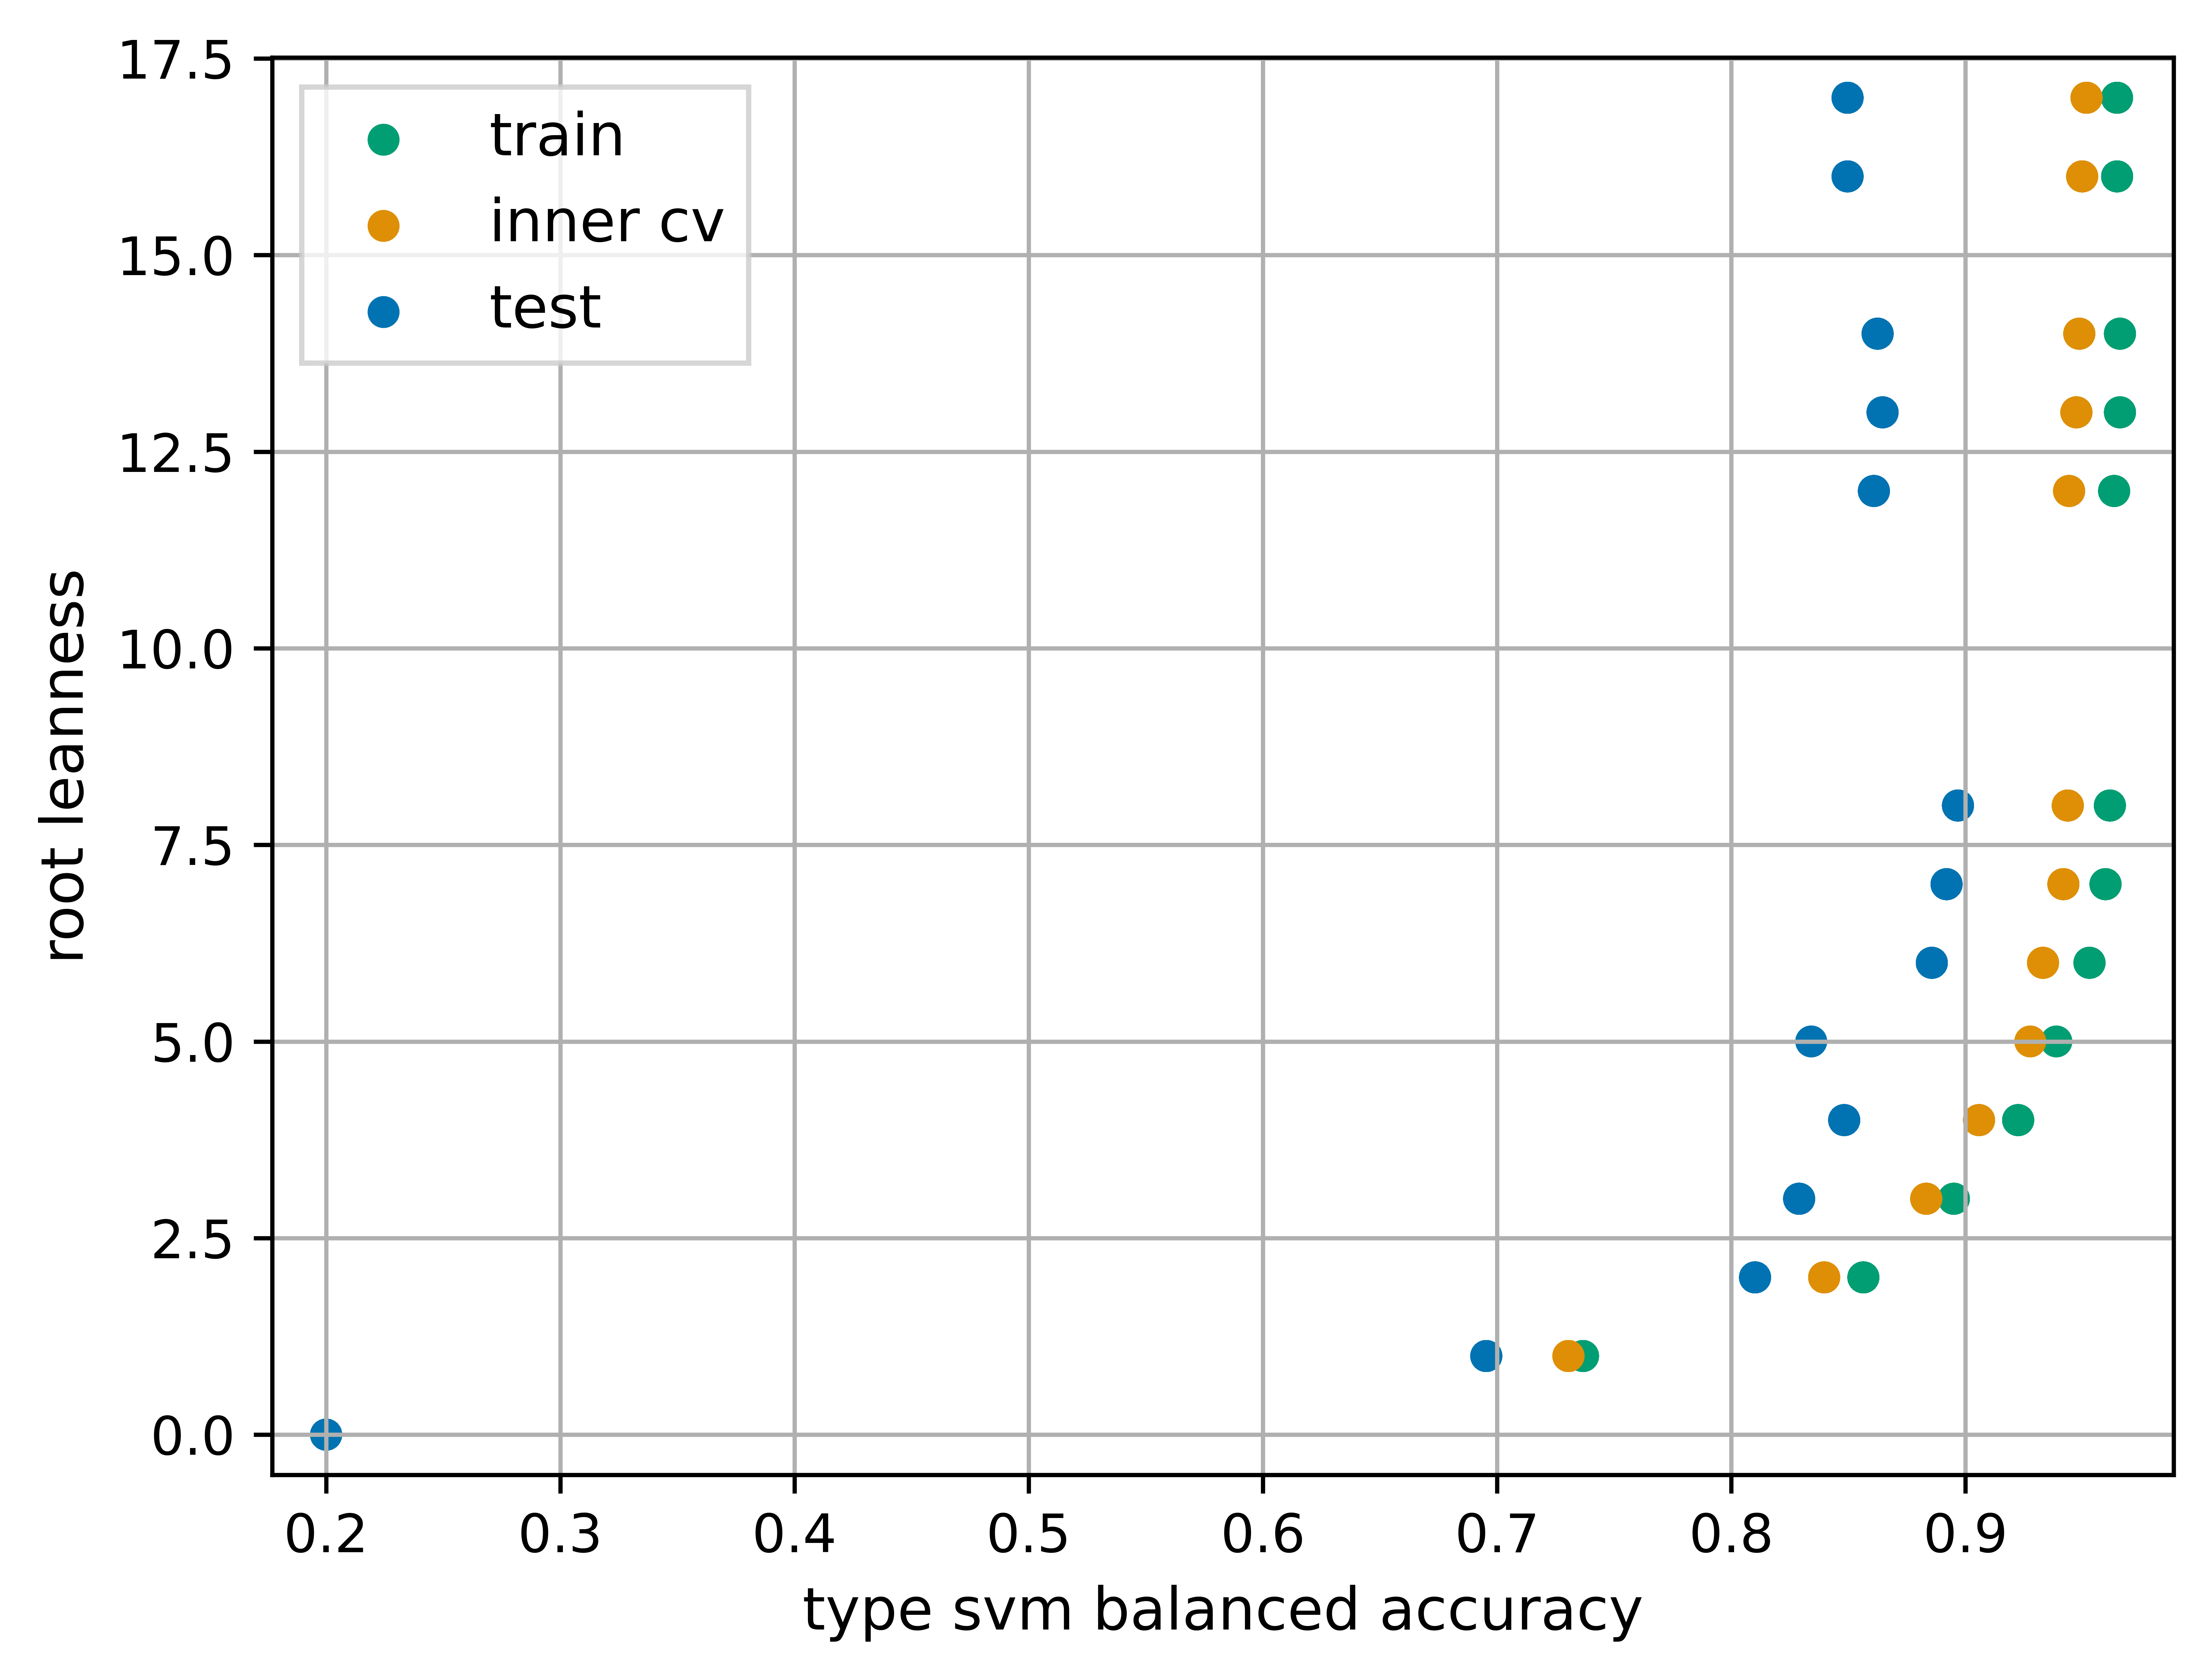 17.5
15.0
12.5
10.0
7.5
5.0
2.5
0.0
root leanness
train
inner cv
test
0.2 0.3 0.4 0.5 0.6 0.7 0.8 0.9
type svm balanced accuracy